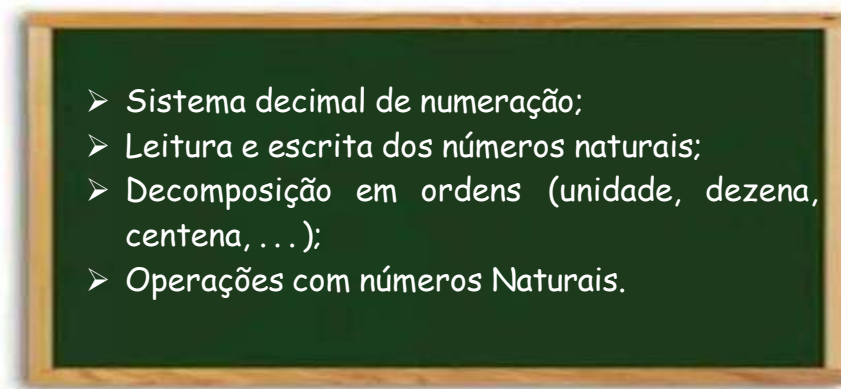 ➢ Sistema decimal de numeração;
➢ Leitura e escrita dos números naturais;
➢ Decomposição em ordens (unidade, dezena,
centena, . . . );
➢ Operações com números Naturais.